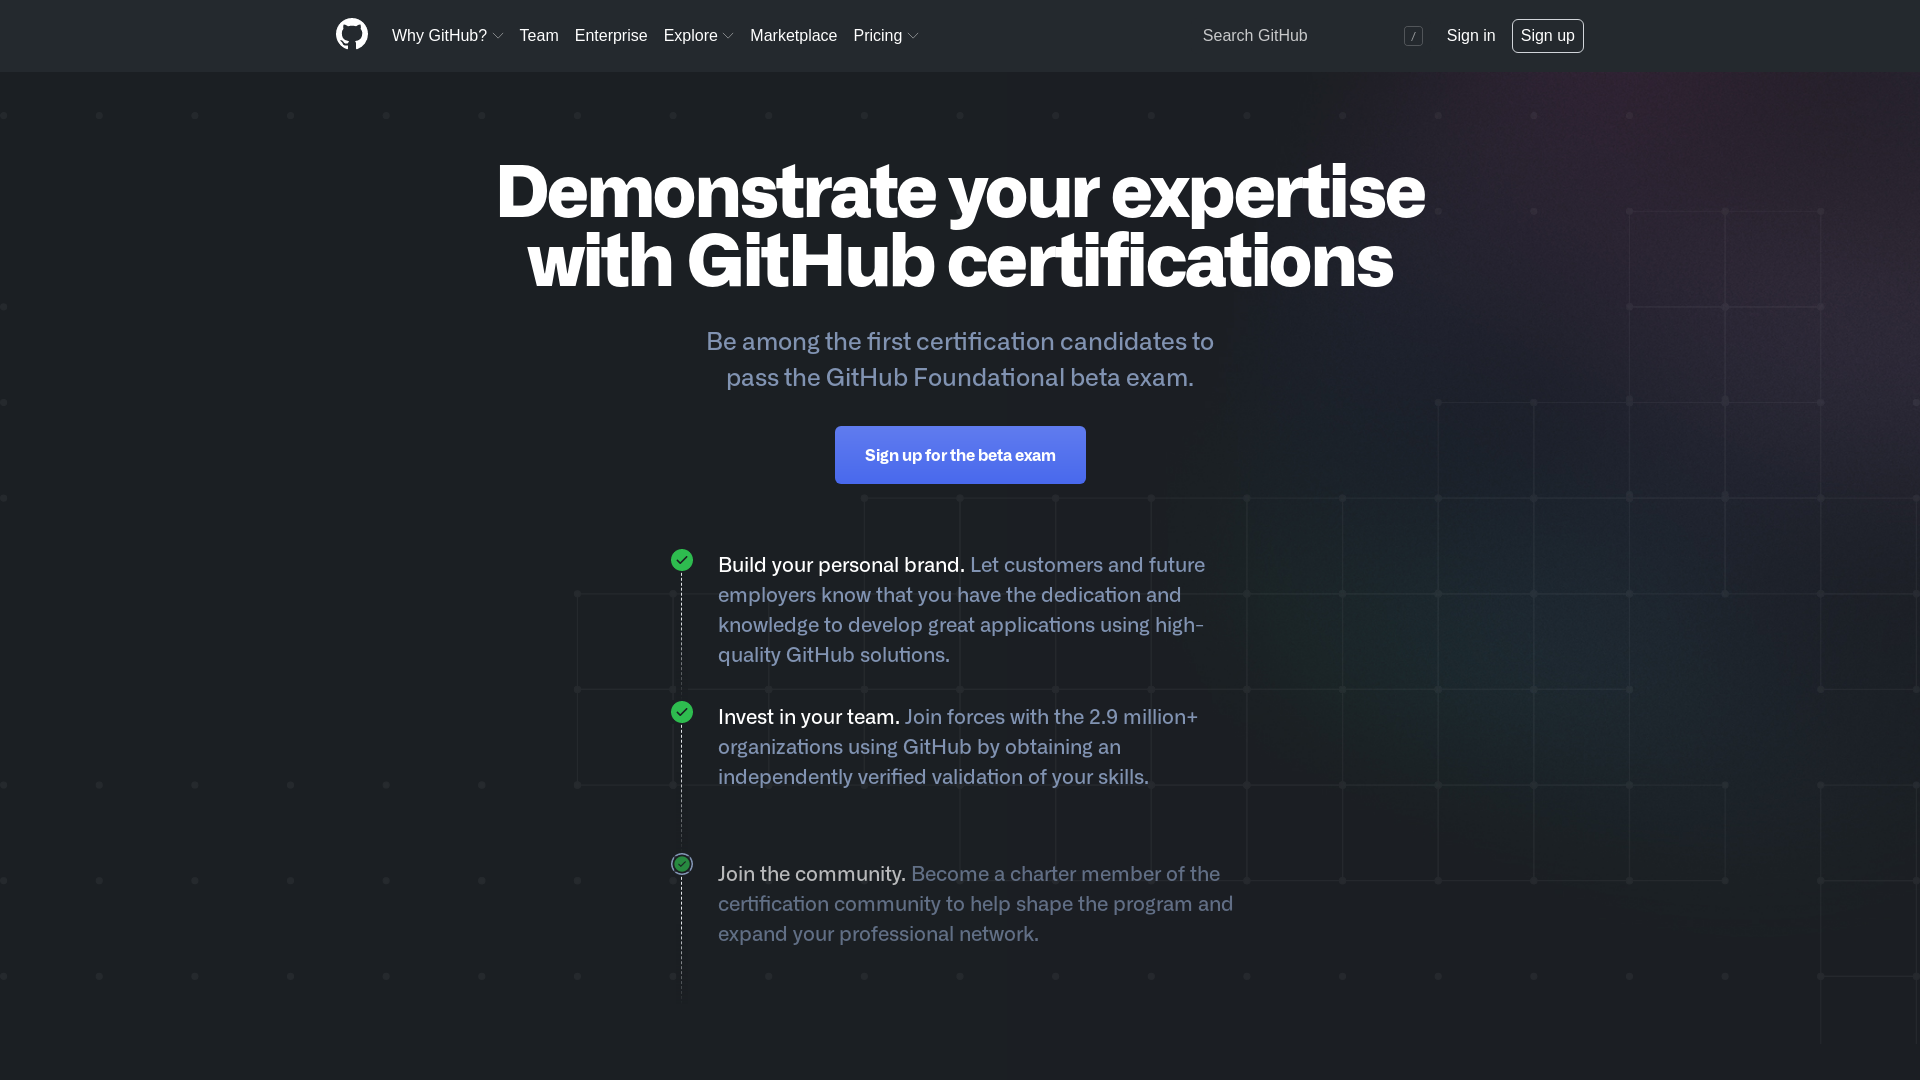 Why GitHub? Team Enterprise Explore Marketplace Pricing Search GitHub / Sign in Sign up
Demonstrate your expertise
with GitHub certifications
Be among the first certification candidates to
pass the GitHub Foundational beta exam.
Sign up for the beta exam
Build your personal brand. Let customers and future
employers know that you have the dedication and
knowledge to develop great applications using high-
quality GitHub solutions.
Invest in your team. Join forces with the 2.9 million+
organizations using GitHub by obtaining an
independently verified validation of your skills.
Join the community. Become a charter member of the
certification community to help shape the program and
expand your professional network.